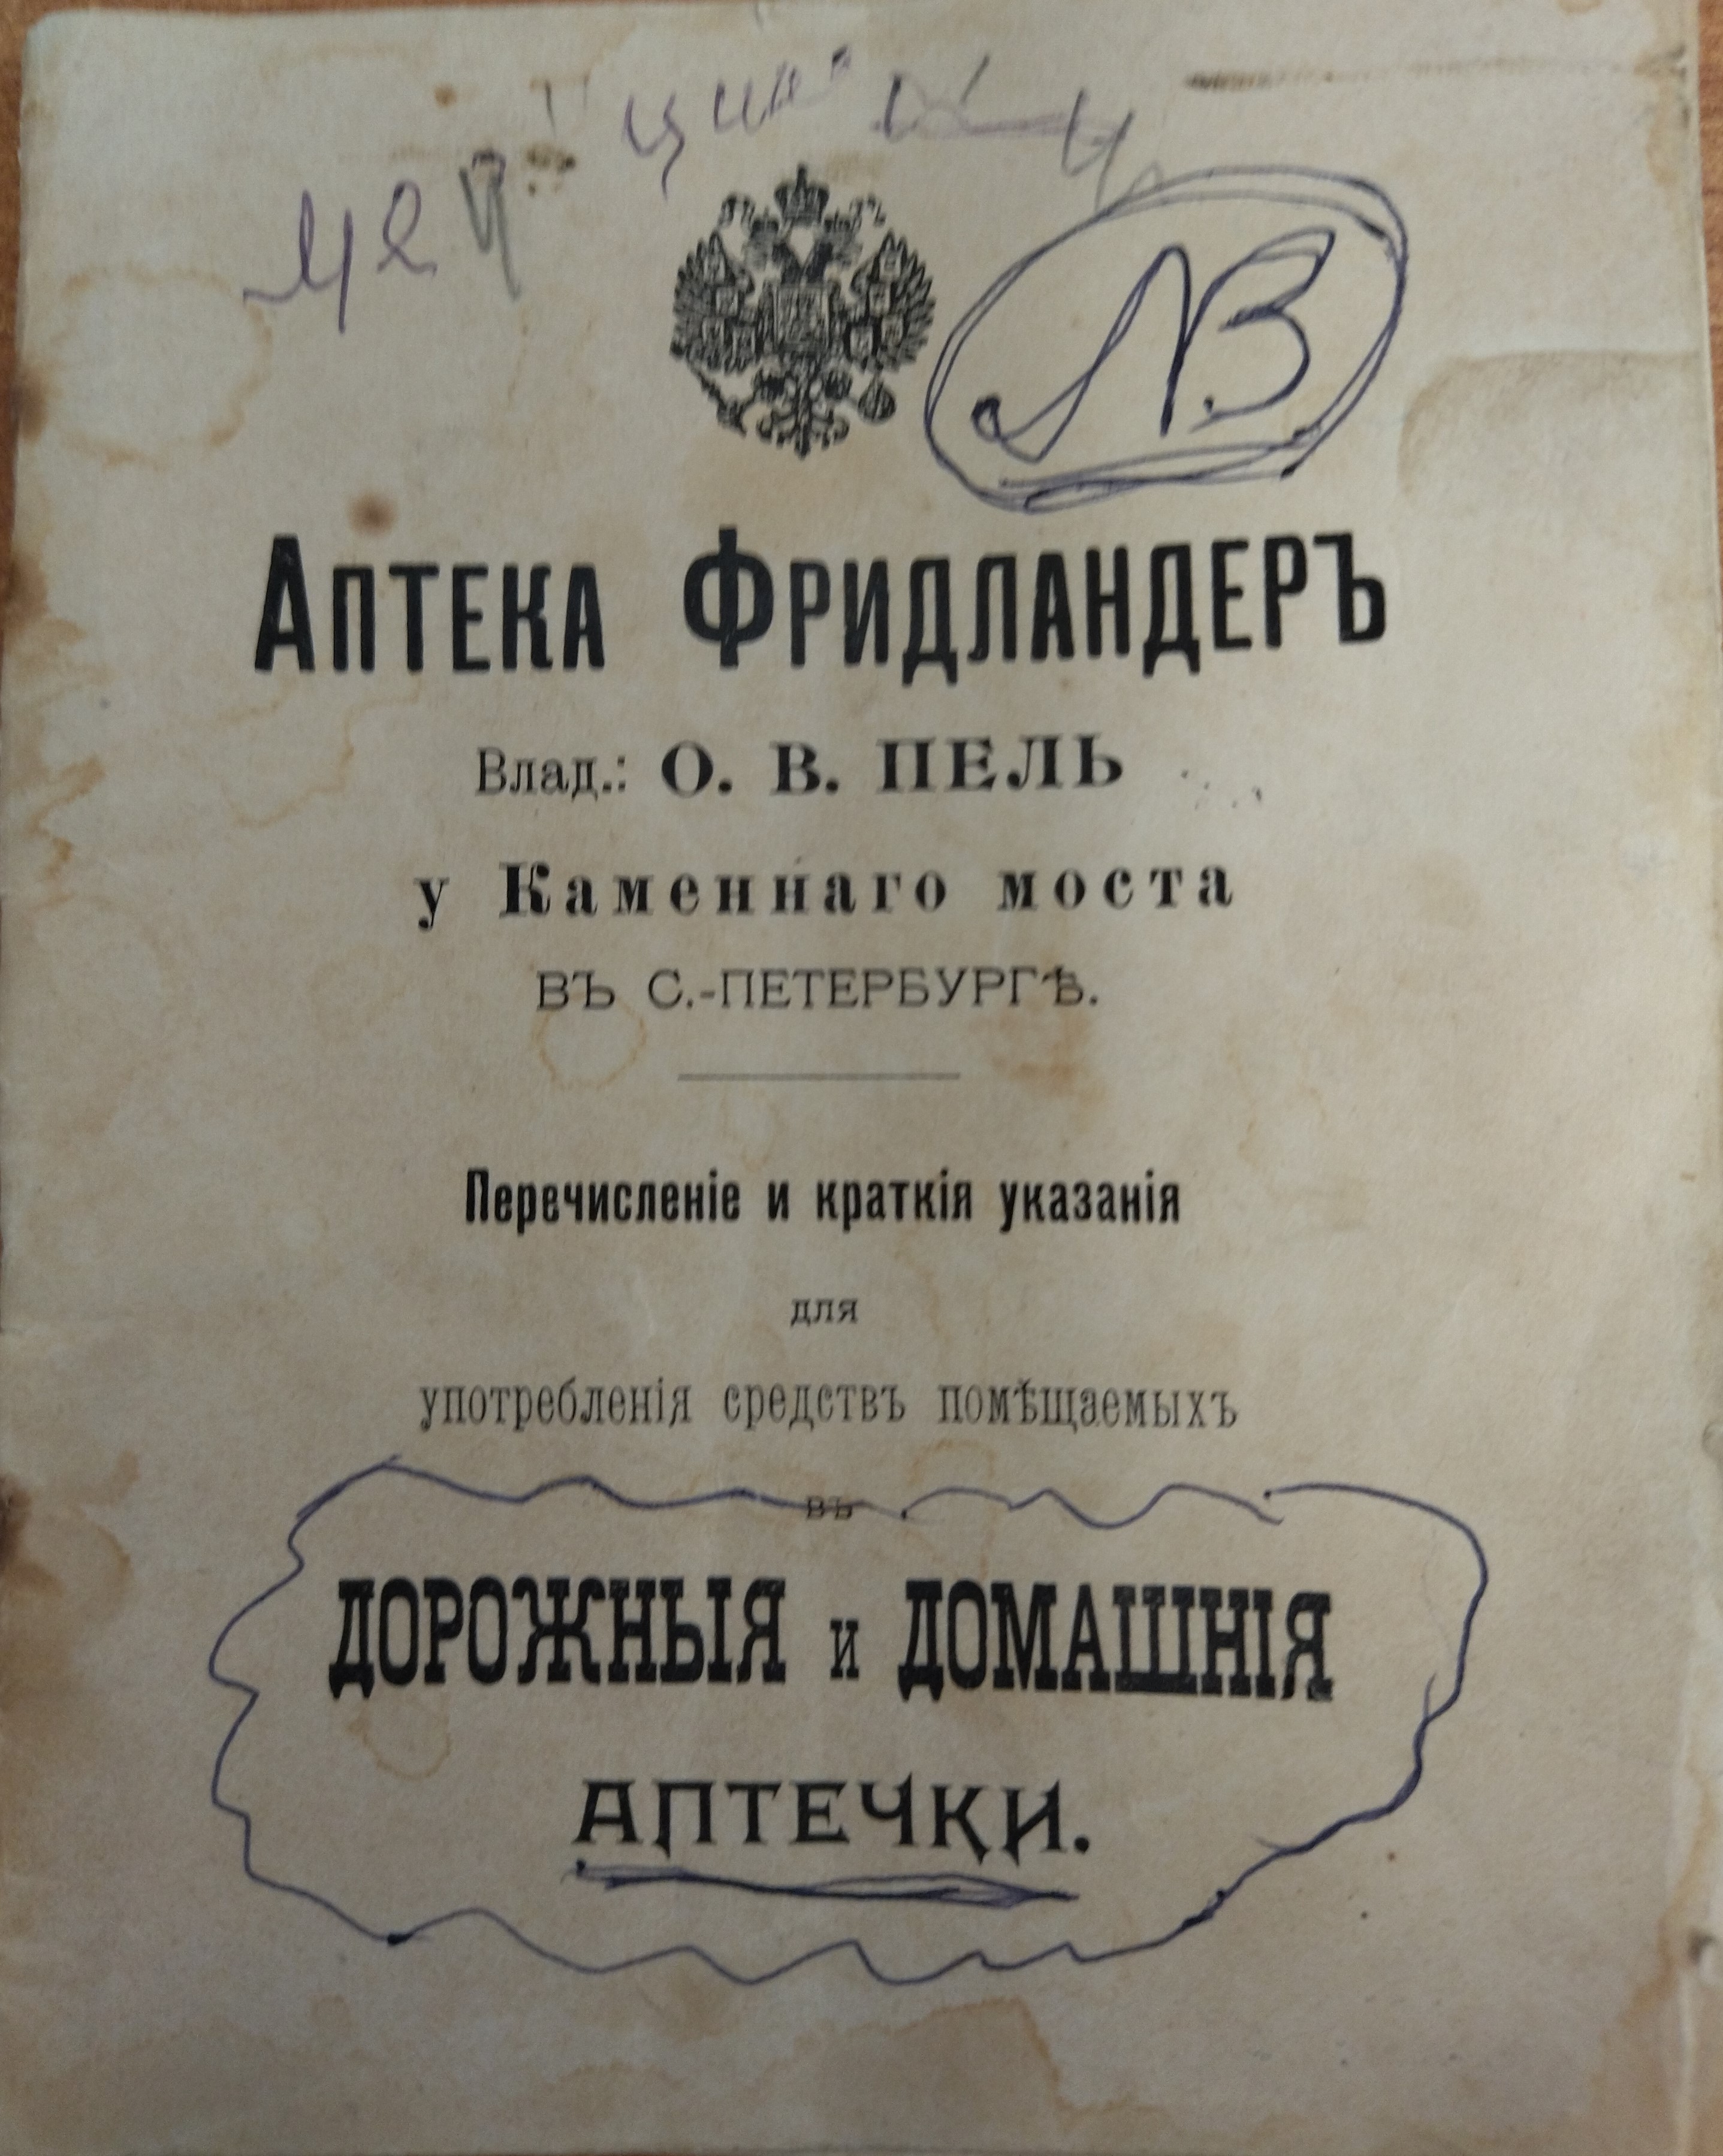 NB
Аптека Фридландеръ
Влад.: О. В. ПЕЛЬ
у Каменнаго моста
ВЪ С.-ПЕТЕРБУРГѢ.
Перечисленіе и краткія указанія
для
употребленія средствъ помѣщаемыхъ
въ
ДОРОЖНЫЯ и ДОМАШНІЯ
АПТЕЧКИ.